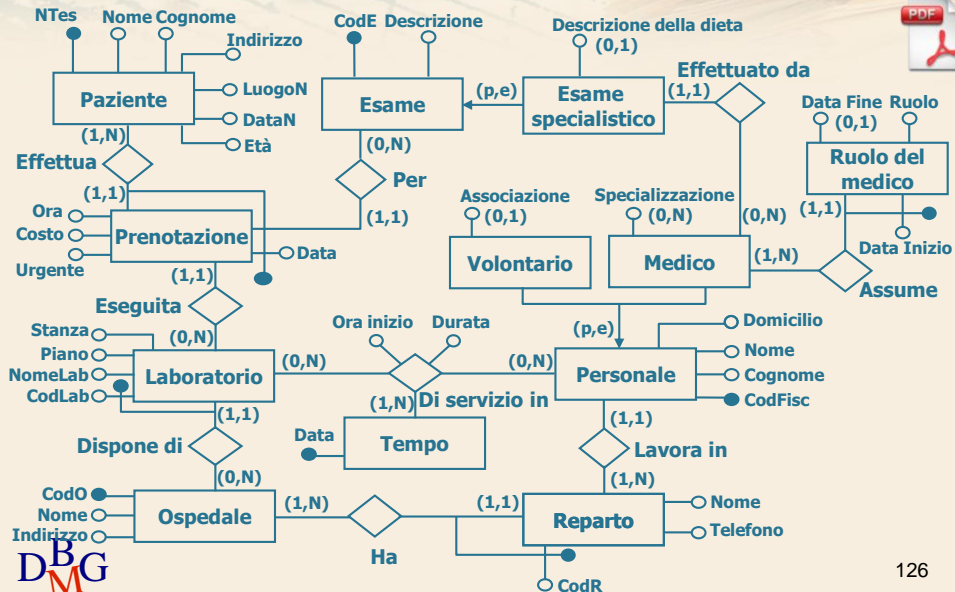 NTes
Nome Cognome
Indirizzo
Paziente
LuogoN
DataN
Età
(1,N)
Effettua
(1,1)
CodE Descrizione
Esame
(0,N)
Per
(1,1)
(p,e)
Descrizione della dieta
(0,1)
Esame
specialistico
(1,1)
Effettuato da
(0,N)
PDF
Data Fine Ruolo
(0,1)
Ruolo del
medico
(1,1)
Data Inizio
Assume
(1,N)
Ora
Costo
Urgente
Prenotazione
Data
(1,1)
Eseguita
(0,N)
Associazione
(0,1)
Volontario
Specializzazione
(0,N)
Medico
(p,e)
Stanza
Piano
NomeLab
CodLab
Laboratorio
(0,N)
Ora inizio Durata
(0,N)
(1,N)
Di servizio in
Data
Tempo
Personale
Domicilio
Nome
Cognome
CodFisc
(1,1)
Lavora in
(1,N)
(1,1)
Dispone di
(0,N)
CodO
Nome
Indirizzo
Ospedale
(1,N)
Ha
(1,1)
Reparto
Nome
Telefono
CodR
DBMG
126